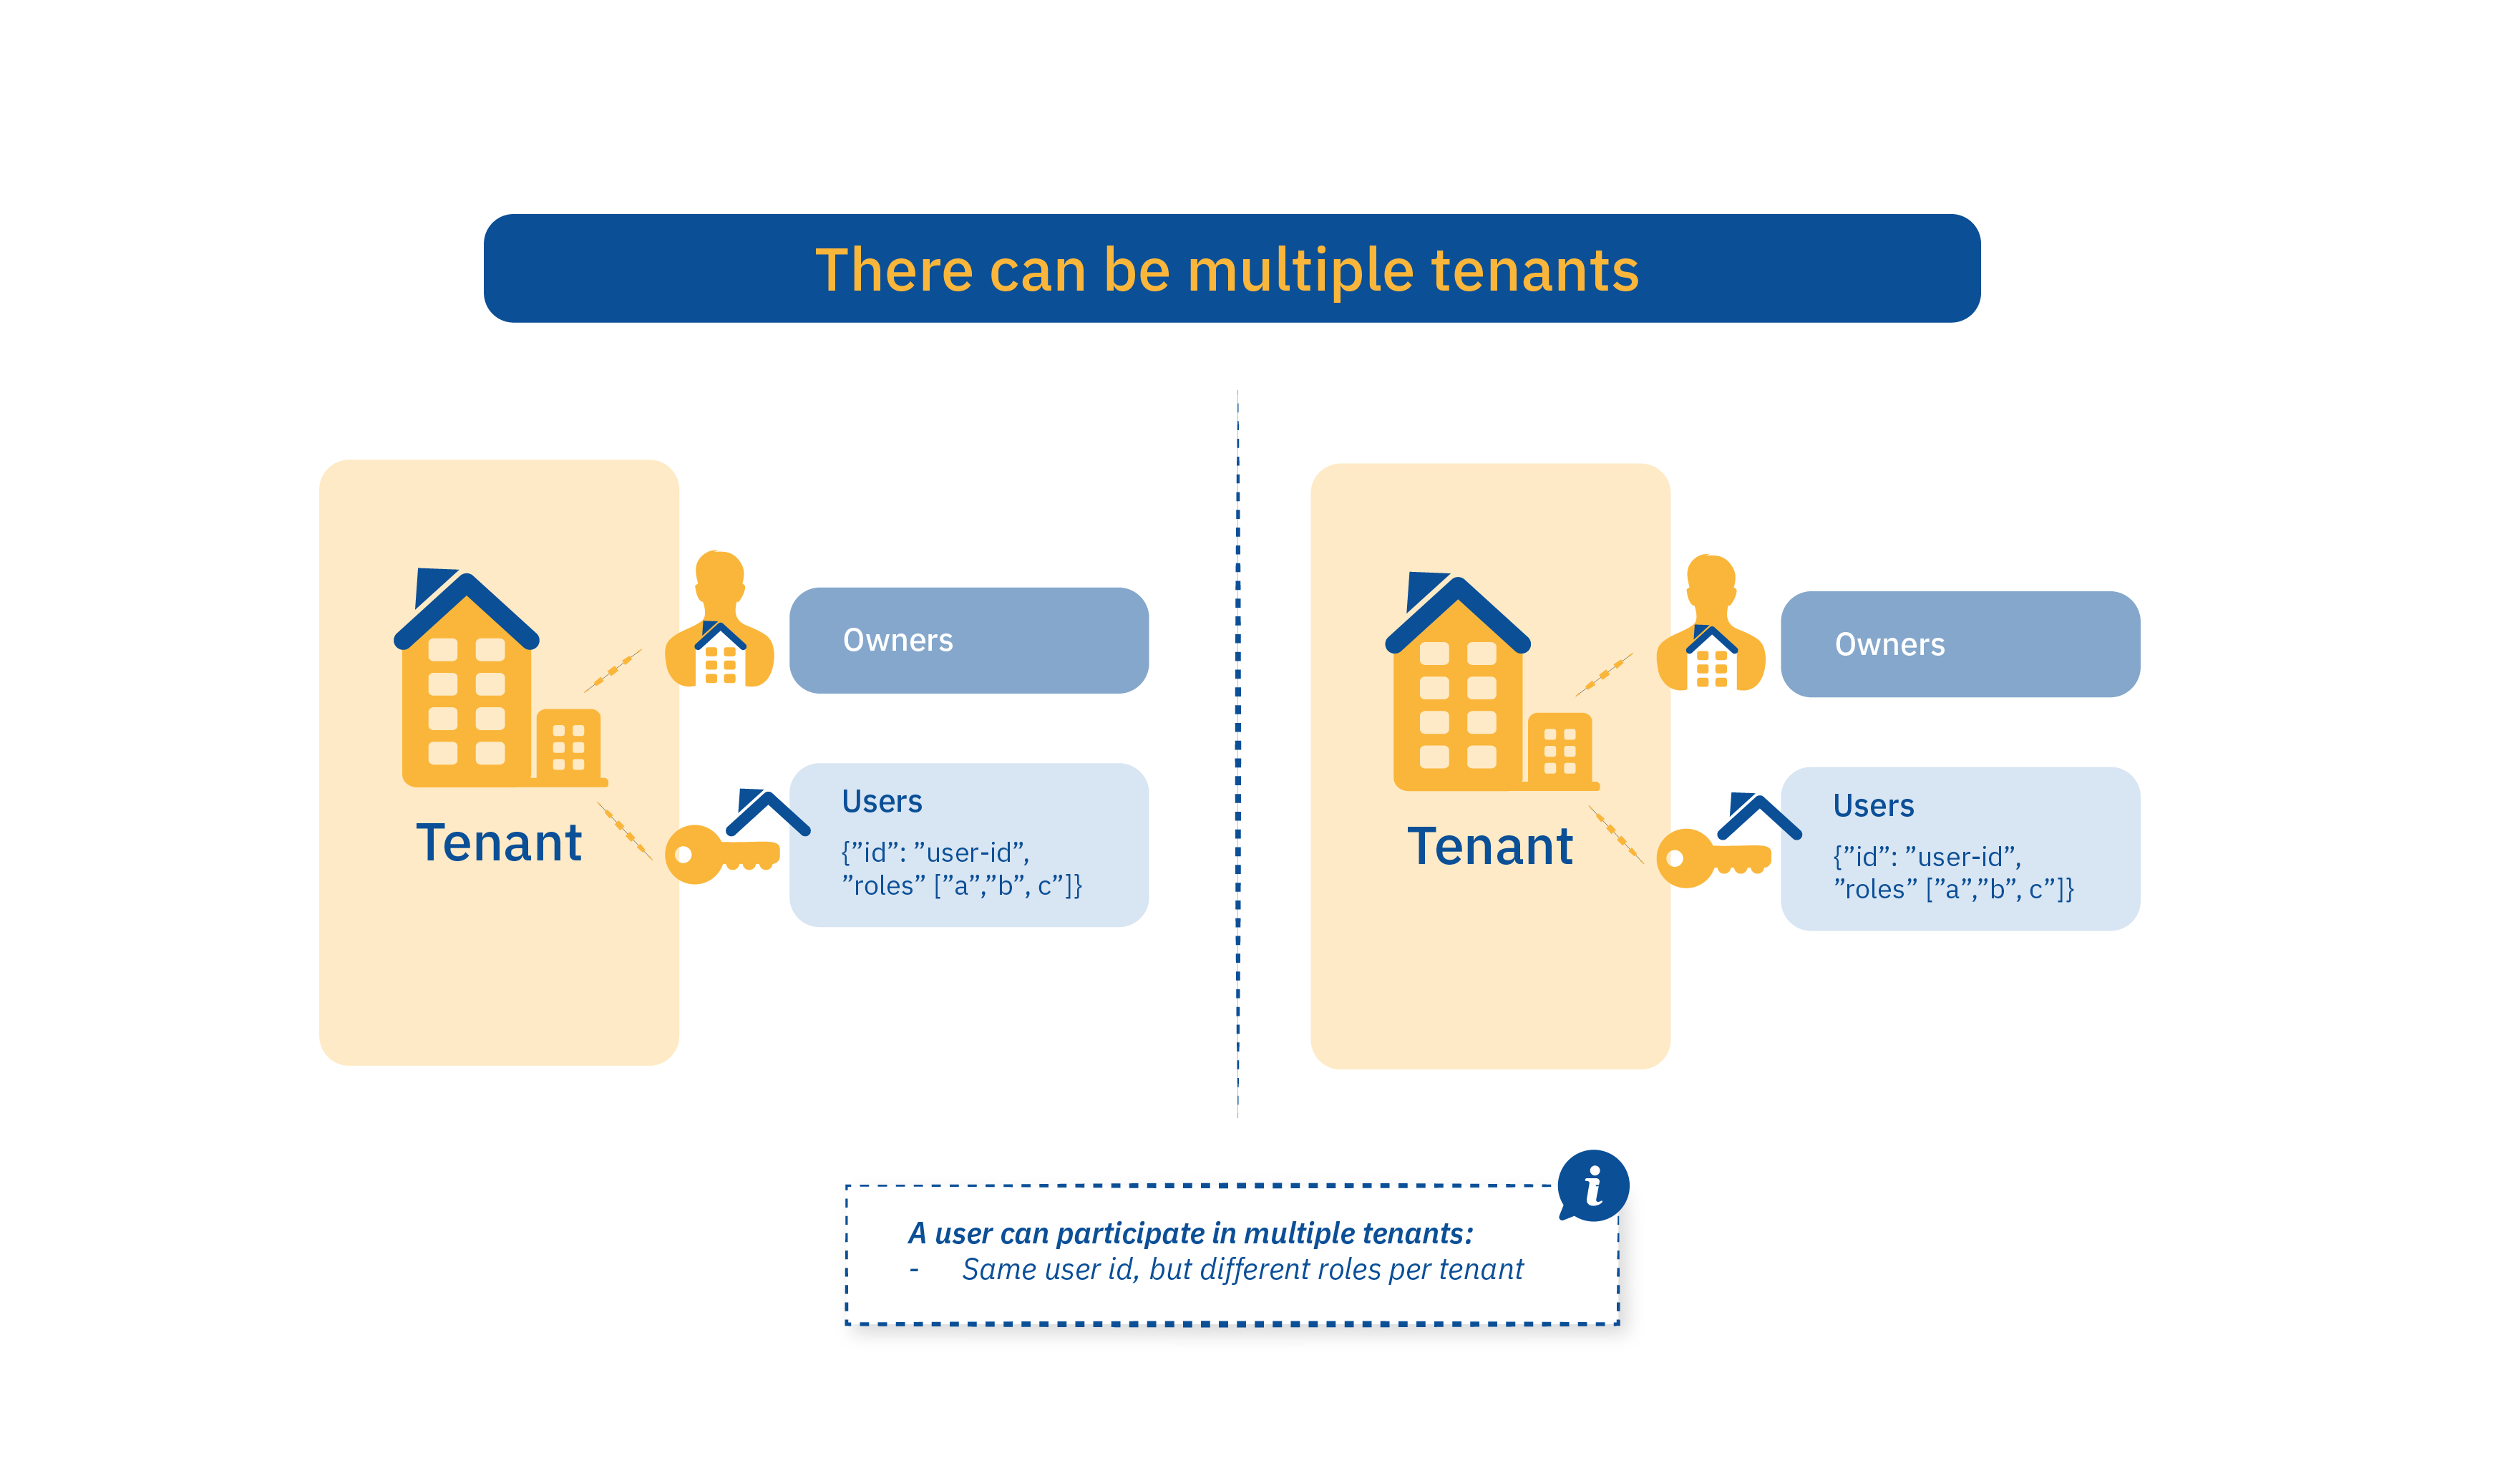 There can be multiple tenants
Tenant
Owners
Users
{”id”: ”user-id”,
”roles” [”a”,”b”, c”]}
Tenant
Owners
Users
{”id”: ”user-id”,
”roles” [”a”,”b”, c”]}
i
A user can participate in multiple tenants:
- Same user id, but different roles per tenant